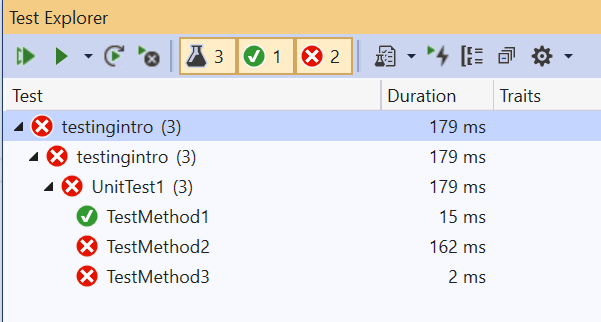 Test Explorer
3 1 2
Test Duration Traits
testingintro (3) 179 ms
testingintro (3) 179 ms
UnitTest1 (3) 179 ms
TestMethod1 15 ms
TestMethod2 162 ms
TestMethod3 2 ms